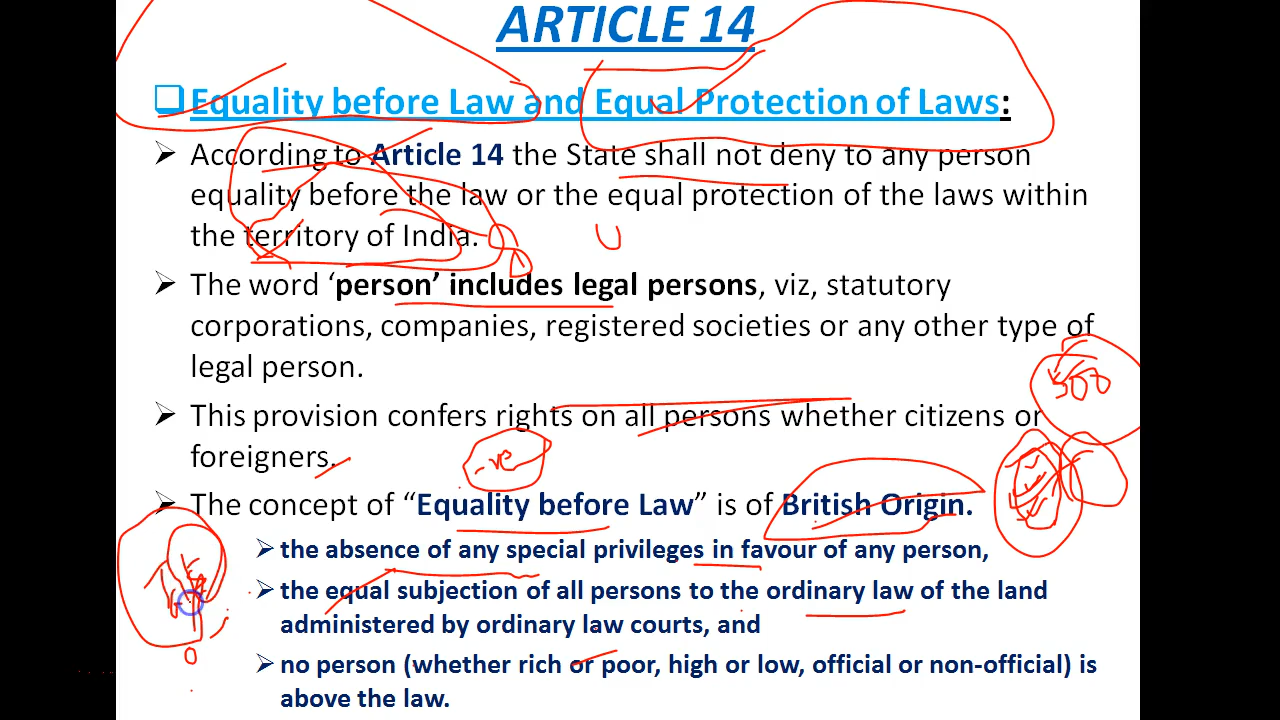 ARTICLE 14
Equality before Law and Equal Protection of Laws:
According to Article 14 the State shall not deny to any person
equality before the law or the equal protection of the laws within
the territory of India.
The word ‘person’ includes legal persons, viz, statutory
corporations, companies, registered societies or any other type of
legal person.
500
This provision confers rights on all persons whether citizens or
foreigners.
-ve
The concept of “Equality before Law” is of British Origin.
the absence of any special privileges in favour of any person,
the equal subjection of all persons to the ordinary law of the land
administered by ordinary law courts, and
no person (whether rich or poor, high or low, official or non-official) is
above the law.